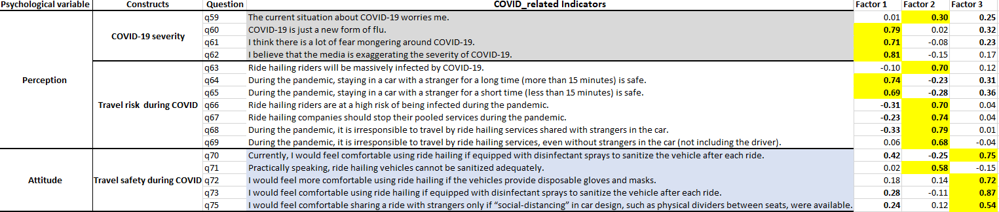 Psychological variable Constructs Question COVID_related Indicators Factor 1 Factor 2 Factor 3
q59 The current situation about COVID-19 worries me. 0.01 0.30 0.25
q60 COVID-19 is just a new form of flu. 0.79 0.02 0.32
COVID-19 severity
q61 I think there is a lot of fear mongering around COVID-19. 0.71 -0.08 0.23
q62 I believe that the media is exaggerating the severity of COVID-19. 0.81 -0.15 0.17
q63 Ride hailing riders will be massively infected by COVID-19. -0.10 0.70 0.12
Perception
q64 During the pandemic, staying in a car with a stranger for a long time (more than 15 minutes) is safe. 0.74 -0.23 0.31
q65 During the pandemic, staying in a car with a stranger for a short time (less than 15 minutes) is safe. 0.69 -0.28 0.36
Travel risk during COVID q66 Ride hailing riders are at a high risk of being infected during the pandemic. -0.31 0.70 0.04
q67 Ride hailing companies should stop their pooled services during the pandemic. -0.23 0.74 0.04
q68 During the pandemic, it is irresponsible to travel by ride hailing services shared with strangers in the car. -0.33 0.79 0.01
q69 During the pandemic, it is irresponsible to travel by ride hailing services, even without strangers in the car (not including the driver). 0.06 0.68 -0.04
q70 Currently, I would feel comfortable using ride hailing if equipped with disinfectant sprays to sanitize the vehicle after each ride. 0.42 -0.25 0.75
q71 Practically speaking, ride hailing vehicles cannot be sanitized adequately. 0.02 0.58 -0.15
Attitude Travel safety during COVID q72 I would feel more comfortable using ride hailing if the vehicles provide disposable gloves and masks. 0.18 0.14 0.72
q73 I would feel comfortable using ride hailing if equipped with disinfectant sprays to sanitize the vehicle after each ride. 0.28 -0.11 0.87
q75 I would feel comfortable sharing a ride with strangers only if “social-distancing” in car design, such as physical dividers between seats, were available. 0.24 0.12 0.54